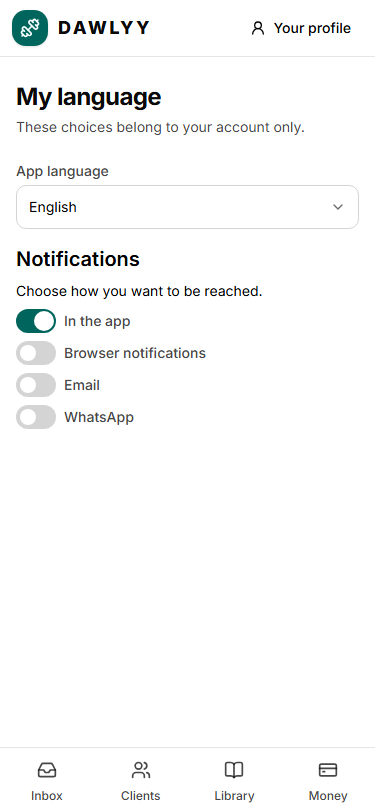 DAWLYY
Your profile
My language
These choices belong to your account only.
App language
English
Notifications
Choose how you want to be reached.
In the app
Browser notifications
Email
WhatsApp
Inbox
Clients
Library
Money